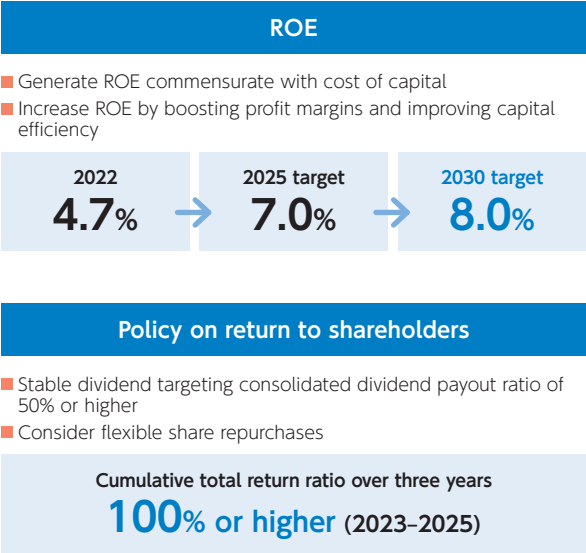 ROE
Generate ROE commensurate with cost of capital
Increase ROE by boosting profit margins and improving capital
efficiency
2022
4.7%
2025 target
7.0%
2030 target
8.0%
Policy on return to shareholders
Stable dividend targeting consolidated dividend payout ratio of
50% or higher
Consider flexible share repurchases
Cumulative total return ratio over three years
100% or higher (2023–2025)